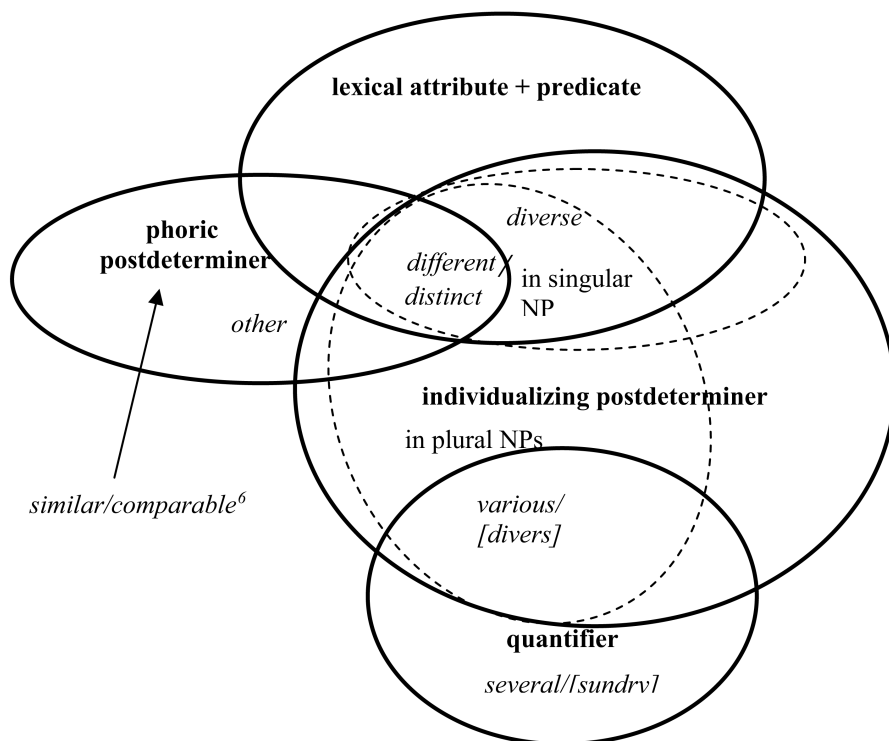 lexical attribute + predicate
diverse
phoric
postdeterminer
different/
distinct
in singular
NP
other
individualizing postdeterminer
in plural NPs
similar/comparable⁶
various/
[divers]
quantifier
several/[sundry]